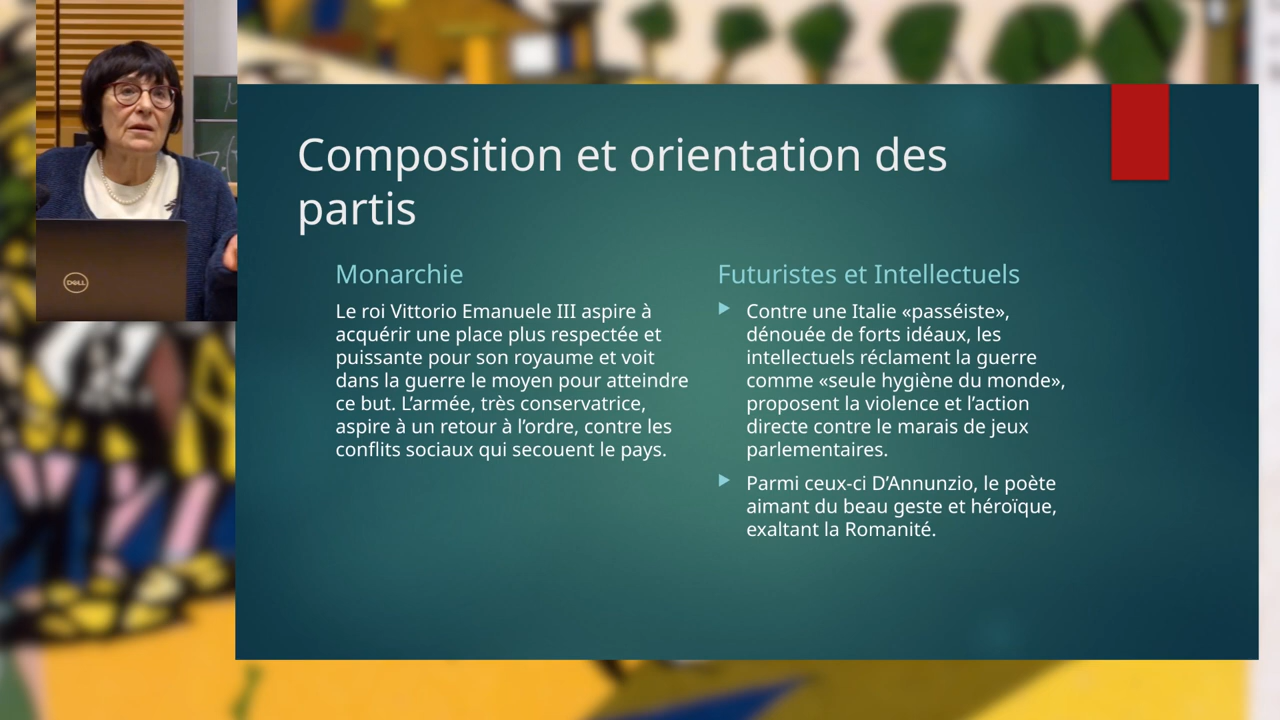 Composition et orientation des
partis
Monarchie
Le roi Vittorio Emanuele III aspire à
acquérir une place plus respectée et
puissante pour son royaume et voit
dans la guerre le moyen pour atteindre
ce but. L’armée, très conservatrice,
aspire à un retour à l’ordre, contre les
conflits sociaux qui secouent le pays.
Futuristes et Intellectuels
Contre une Italie «passéiste»,
dénouée de forts idéaux, les
intellectuels réclament la guerre
comme «seule hygiène du monde»,
proposent la violence et l’action
directe contre le marais de jeux
parlementaires.
Parmi ceux-ci D’Annunzio, le poète
aimant du beau geste et héroïque,
exaltant la Romanité.
DELL